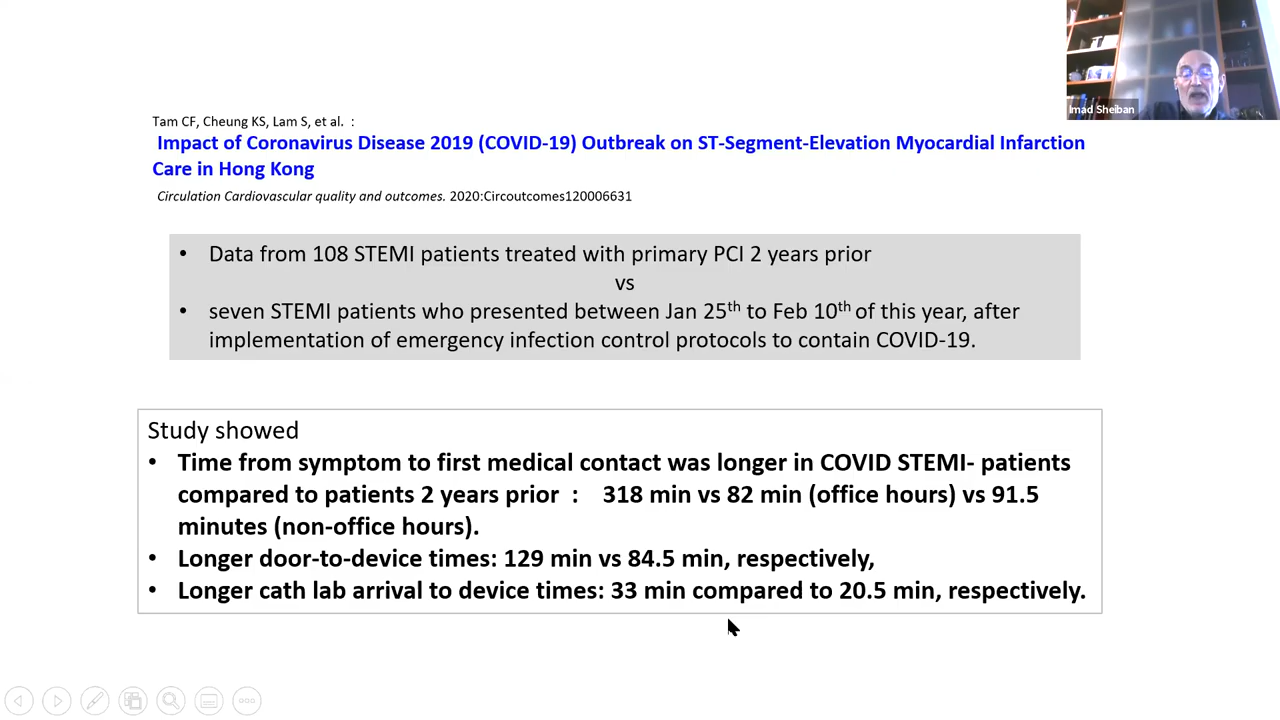 Imad Sheiban
Tam CF, Cheung KS, Lam S, et al. :
Impact of Coronavirus Disease 2019 (COVID-19) Outbreak on ST-Segment-Elevation Myocardial Infarction
Care in Hong Kong
Circulation Cardiovascular quality and outcomes. 2020:Circoutcomes120006631
• Data from 108 STEMI patients treated with primary PCI 2 years prior
vs
• seven STEMI patients who presented between Jan 25th to Feb 10th of this year, after
implementation of emergency infection control protocols to contain COVID-19.
Study showed
• Time from symptom to first medical contact was longer in COVID STEMI- patients
compared to patients 2 years prior : 318 min vs 82 min (office hours) vs 91.5
minutes (non-office hours).
• Longer door-to-device times: 129 min vs 84.5 min, respectively,
• Longer cath lab arrival to device times: 33 min compared to 20.5 min, respectively.